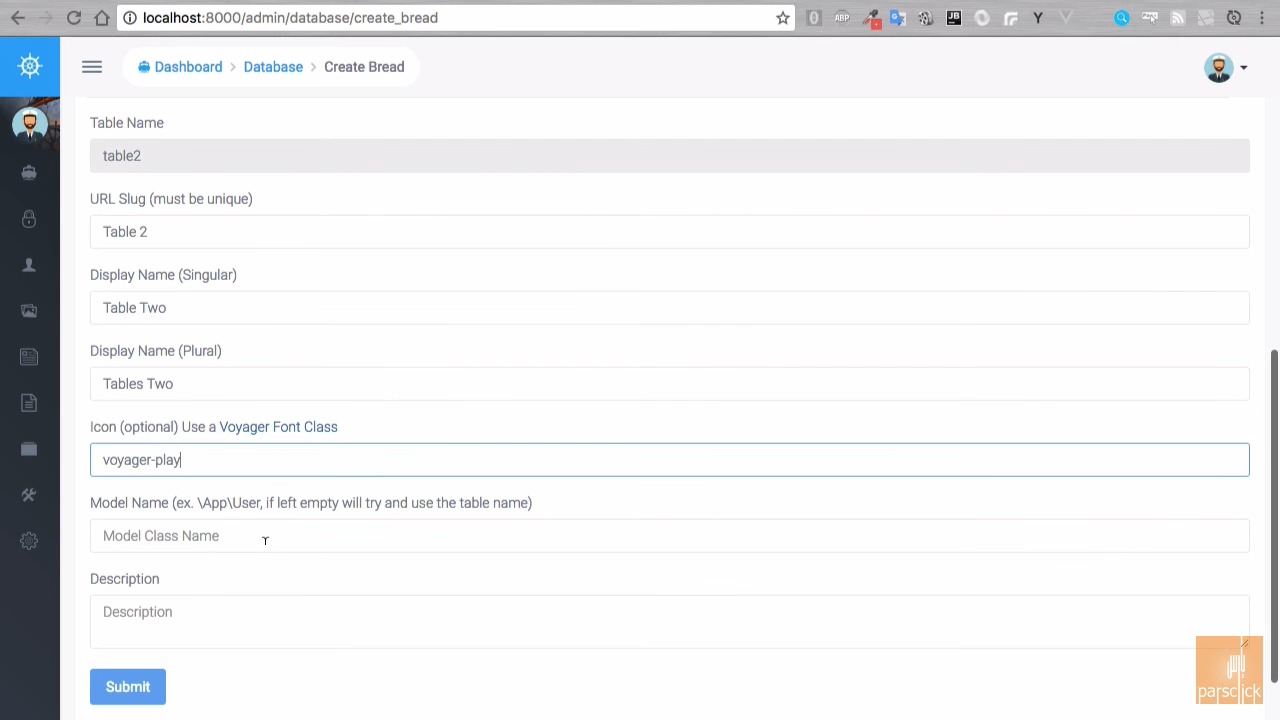 localhost:8000/admin/database/create_bread
ABP
JB
Y
Dashboard > Database > Create Bread
Table Name
table2
URL Slug (must be unique)
Table 2
Display Name (Singular)
Table Two
Display Name (Plural)
Tables Two
Icon (optional) Use a Voyager Font Class
voyager-play
Model Name (ex. \App\User, if left empty will try and use the table name)
Model Class Name
Description
Description
Submit
parsclick